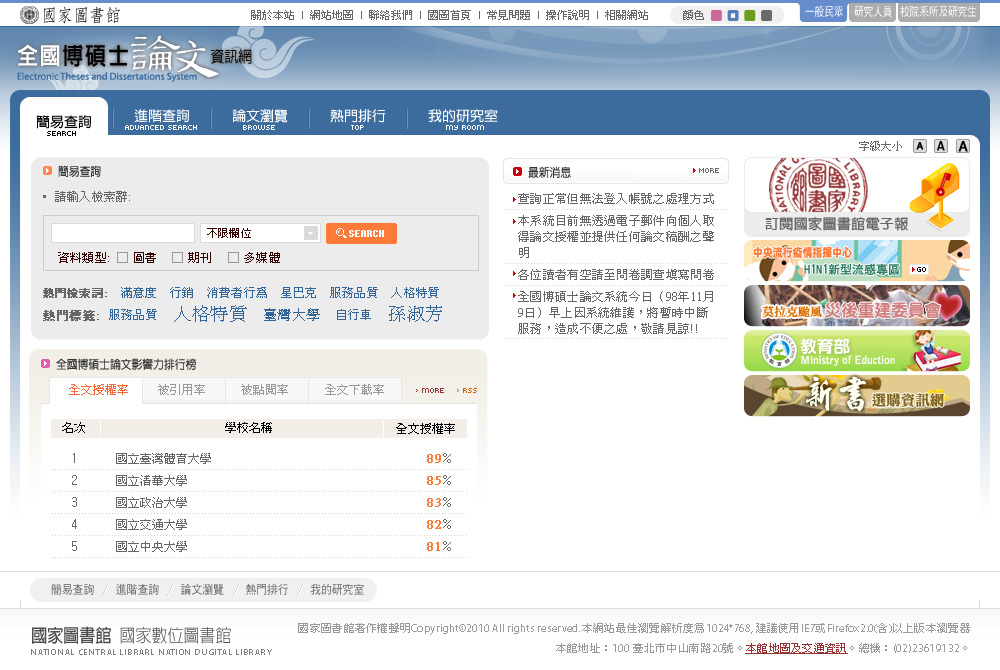 國家圖書館
關於本站 | 網站地圖 | 聯絡我們 | 國圖首頁 | 常見問題 | 操作說明 | 相關網站
顏色
一般民眾 研究人員 校院系所及研究生
全國博碩士論文資訊網
Electronic Theses and Dissertations System
簡易查詢 進階查詢 論文瀏覽 熱門排行 我的研究室
SEARCH ADVANCED SEARCH BROWSE TOP MY ROOM
字級大小 A A A
簡易查詢
• 請輸入檢索辭:
不限欄位 SEARCH
資料類型: 圖書 期刊 多媒體
熱門檢索詞: 滿意度 行銷 消費者行為 星巴克 服務品質 人格特質
熱門標籤: 服務品質 人格特質 臺灣大學 自行車 孫淑芳
最新消息 MORE
查詢正常但無法登入帳號之處理方式
本系統目前無透過電子郵件向個人取
得論文授權並提供任何論文稿酬之聲
明
各位讀者有空請至問卷調查填寫問卷
全國博碩士論文系統今日（98年11月
9日）早上因系統維護，將暫時中斷
服務，造成不便之處，敬請見諒!!
NATIONAL CENTRAL LIBRARY
訂閱國家圖書館電子報
中央流行疫情指揮中心
H1N1新型流感專區 GO
莫拉克颱風 災後重建委員會
教育部
Ministry of Eduction
新書選購資訊網
全國博碩士論文影響力排行榜
全文授權率 被引用率 被點閱率 全文下載率 MORE RSS
名次 學校名稱 全文授權率
1 國立臺灣體育大學 89%
2 國立清華大學 85%
3 國立政治大學 83%
4 國立交通大學 82%
5 國立中央大學 81%
簡易查詢 / 進階查詢 / 論文瀏覽 / 熱門排行 / 我的研究室
國家圖書館 國家數位圖書館
NATIONAL CENTRAL LIBRARL NATION DUGITAL LIBRARY
國家圖書館著作權聲明Copyright©2010 All rights reserved.本網站最佳瀏覽解析度為1024*768, 建議使用IE7或Firefox2.0(含)以上版本瀏覽器
本館地址：100 臺北市中山南路20號。本館地圖及交通資訊。總機：(02)23619132。